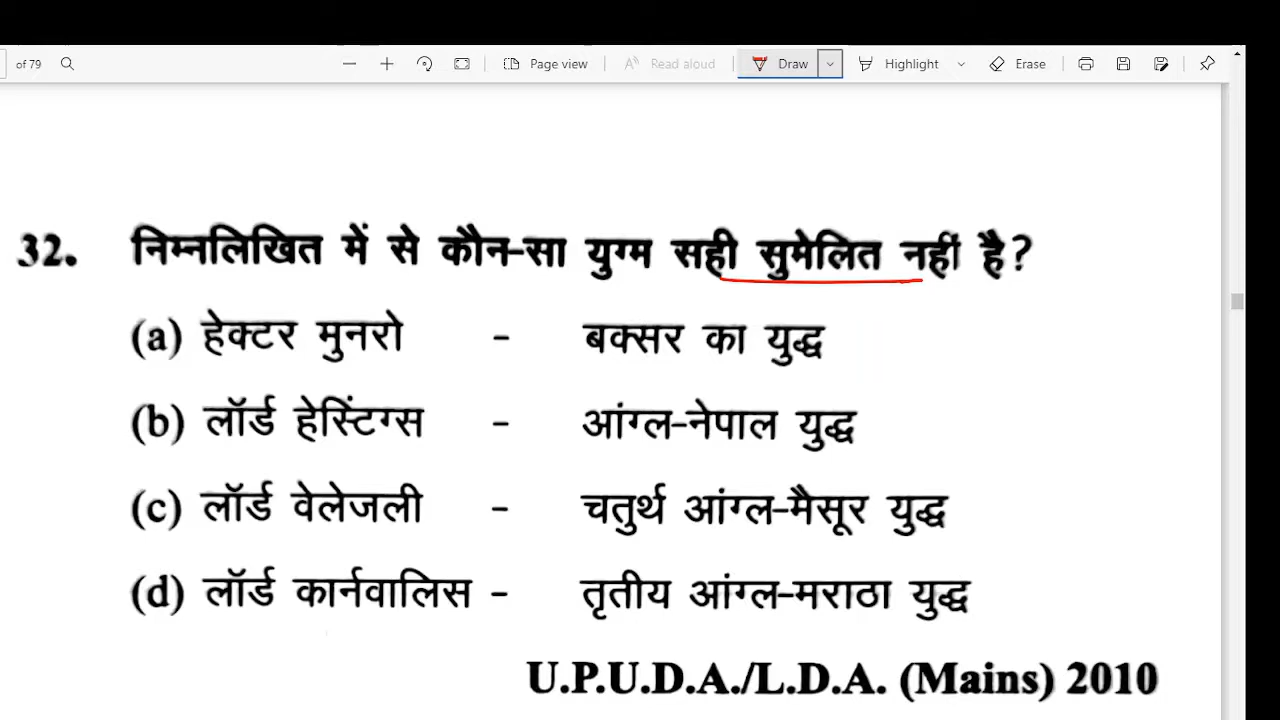 of 79 Page view Read aloud Draw Highlight Erase
32. निम्नलिखित में से कौन-सा युग्म सही सुमेलित नहीं है?
(a) हेक्टर मुनरो - बक्सर का युद्ध
(b) लॉर्ड हेस्टिंग्स - आंग्ल-नेपाल युद्ध
(c) लॉर्ड वेलेजली - चतुर्थ आंग्ल-मैसूर युद्ध
(d) लॉर्ड कार्नवालिस - तृतीय आंग्ल-मराठा युद्ध
U.P.U.D.A./L.D.A. (Mains) 2010